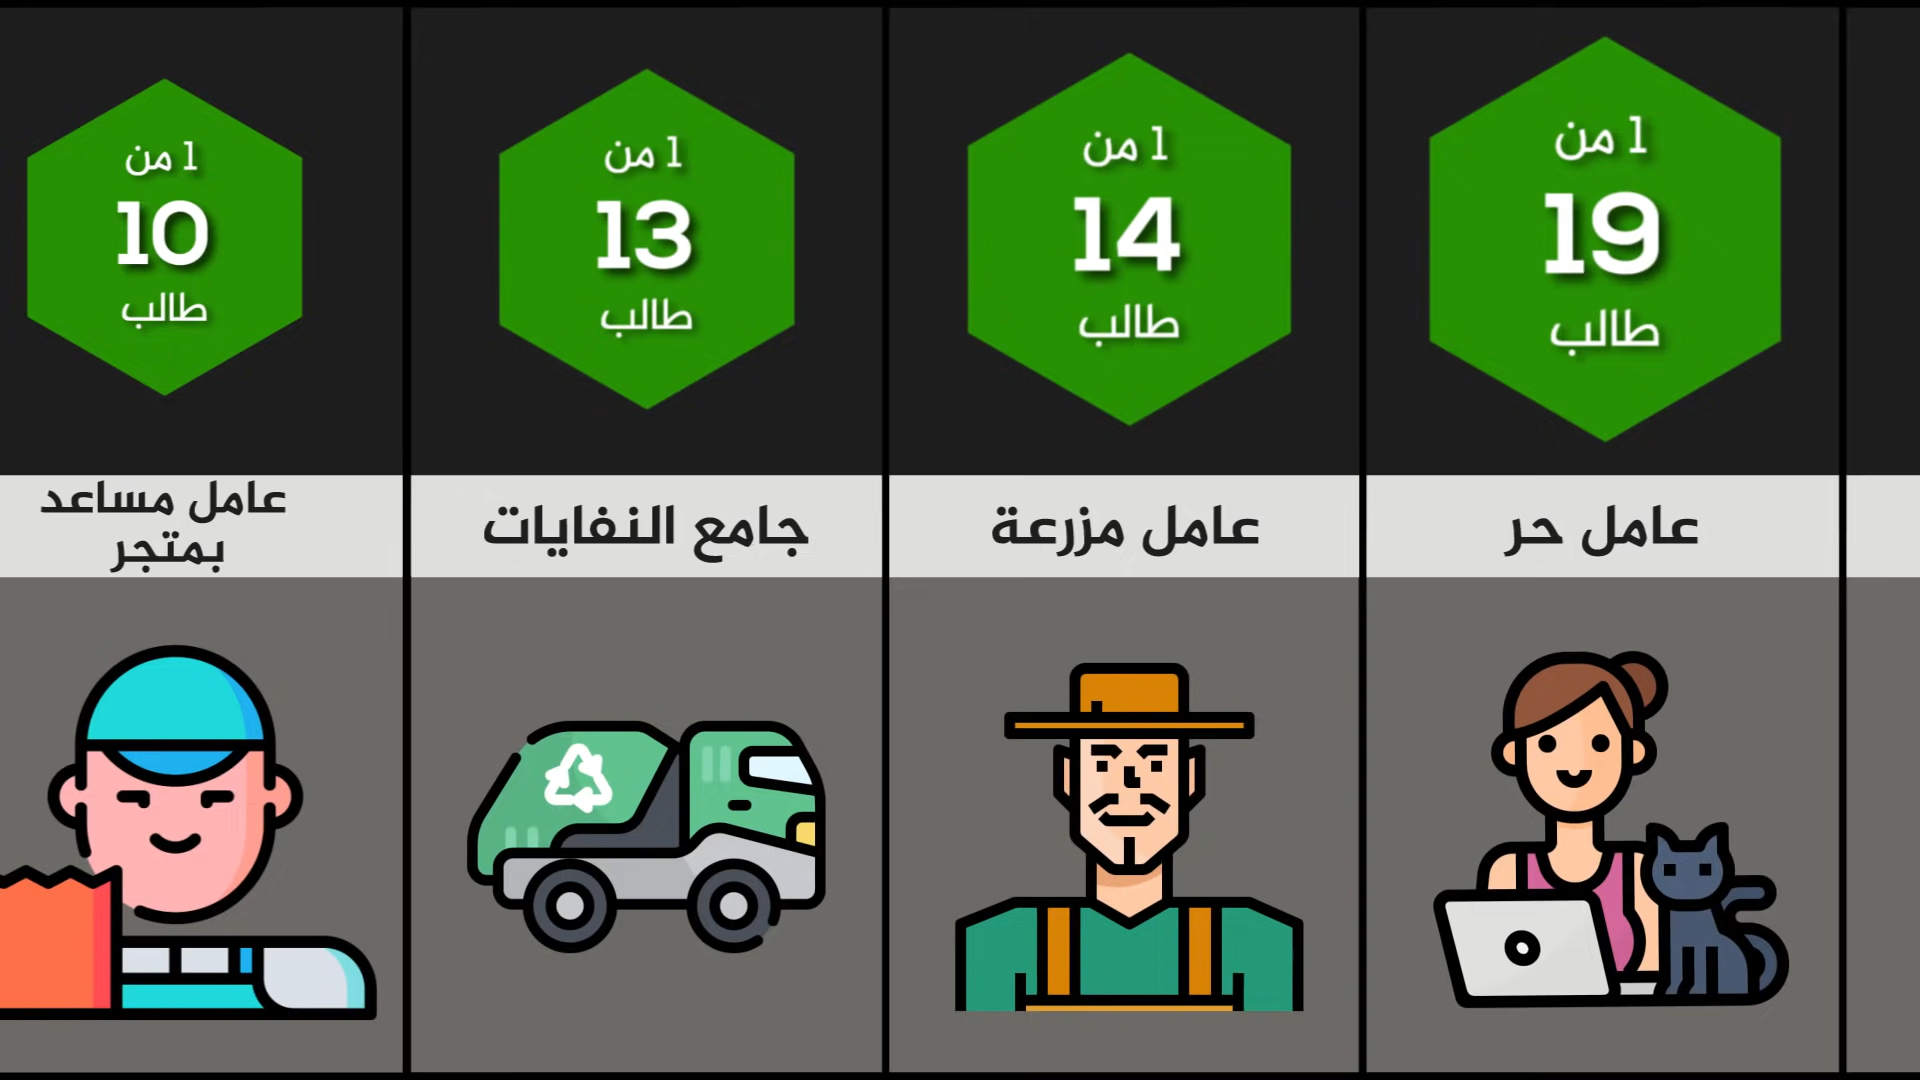 1 من
10
طالب
عامل مساعد
بمتجر
1 من
13
طالب
جامع النفايات
1 من
14
طالب
عامل مزرعة
1 من
19
طالب
عامل حر